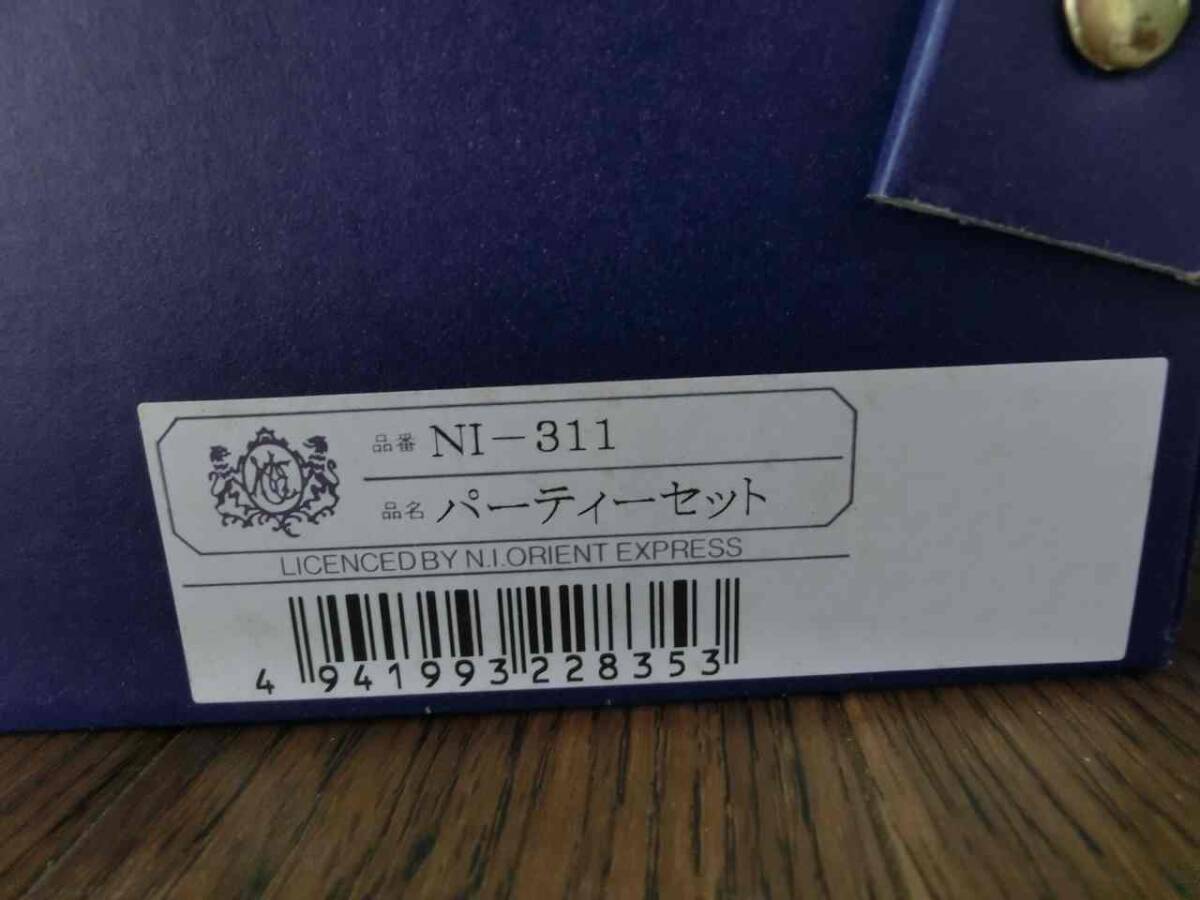 品番 NI-311
品名 パーティーセット
LICENCED BY N.I.ORIENT EXPRESS
4 941993 228353